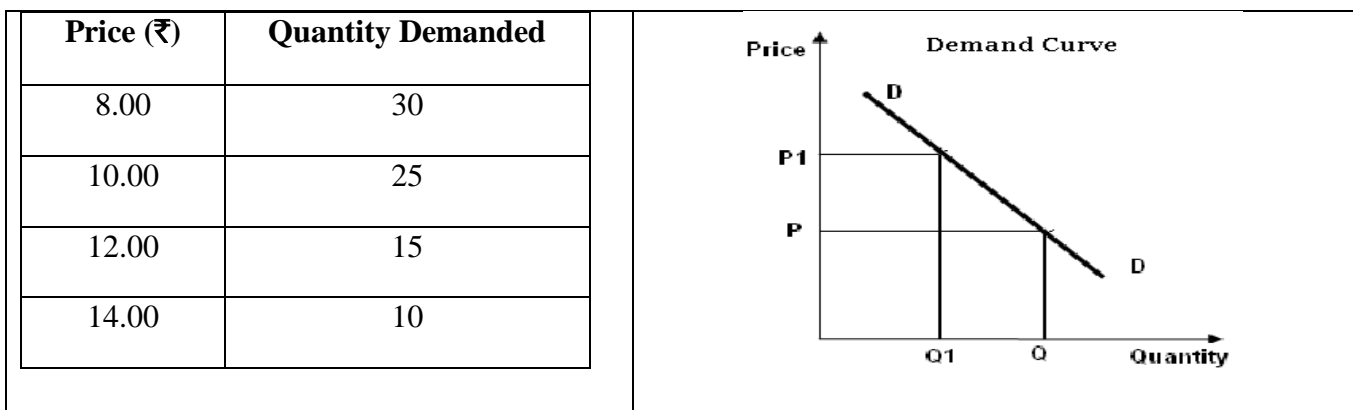 Price (₹) Quantity Demanded
8.00 30
10.00 25
12.00 15
14.00 10
Demand Curve
Price
D
P1
P
D
Q1 Q Quantity